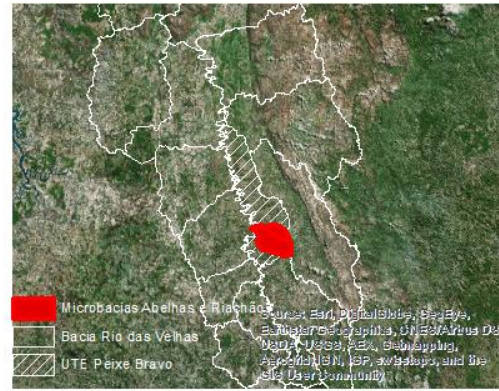 Microbacias Abelhas e Riachão
Bacia Rio das Velhas
UTE Peixe Bravo
Source: Esri, DigitalGlobe, GeoEye,
Earthstar Geographics, CNES/Airbus DS,
USDA, USGS, AEX, Getmapping,
Aerogrid, IGN, IGP, swisstopo, and the
GIS User Community